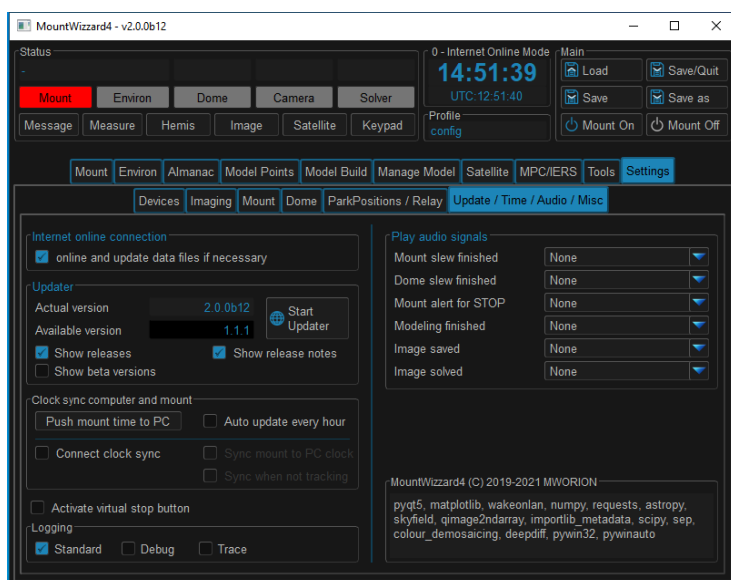 MountWizzard4 - v2.0.0b12
Status
-
Mount Environ Dome Camera Solver
Message Measure Hemis Image Satellite Keypad
0 - Internet Online Mode
14:51:39
UTC:12:51:40
Profile
config
Main
Load Save/Quit
Save Save as
Mount On Mount Off
Mount Environ Almanac Model Points Model Build Manage Model Satellite MPC/IERS Tools Settings
Devices Imaging Mount Dome ParkPositions / Relay Update / Time / Audio / Misc
Internet online connection
online and update data files if necessary
Updater
Actual version 2.0.0b12
Available version 1.1.1
Start Updater
Show releases Show release notes
Show beta versions
Clock sync computer and mount
Push mount time to PC Auto update every hour
Connect clock sync Sync mount to PC clock
Sync when not tracking
Activate virtual stop button
Logging
Standard Debug Trace
Play audio signals
Mount slew finished None
Dome slew finished None
Mount alert for STOP None
Modeling finished None
Image saved None
Image solved None
MountWizzard4 (C) 2019-2021 MWORION
pyqt5, matplotlib, wakeonlan, numpy, requests, astropy,
skyfield, qimage2ndarray, importlib_metadata, scipy, sep,
colour_demosaicing, deepdiff, pywin32, pywinauto